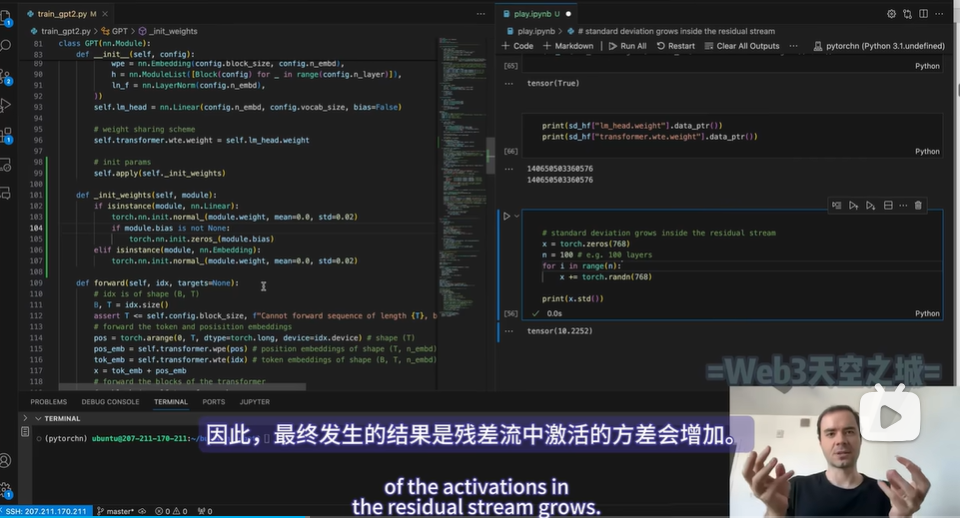 train_gpt2.py M ×
play.ipynb U ●
train_gpt2.py > GPT > _init_weights
play.ipynb > # standard deviation grows inside the residual stream
+ Code + Markdown Run All Restart Clear All Outputs ... pytorchn (Python 3.1.undefined)
81 class GPT(nn.Module):
83 def __init__(self, config):
89 wpe = nn.Embedding(config.block_size, config.n_embd),
90 h = nn.ModuleList([Block(config) for _ in range(config.n_layer)]),
91 ln_f = nn.LayerNorm(config.n_embd),
92 ))
93 self.lm_head = nn.Linear(config.n_embd, config.vocab_size, bias=False)
94
95 # weight sharing scheme
96 self.transformer.wte.weight = self.lm_head.weight
97
98 # init params
99 self.apply(self._init_weights)
100
101 def _init_weights(self, module):
102 if isinstance(module, nn.Linear):
103 torch.nn.init.normal_(module.weight, mean=0.0, std=0.02)
104 if module.bias is not None:
105 torch.nn.init.zeros_(module.bias)
106 elif isinstance(module, nn.Embedding):
107 torch.nn.init.normal_(module.weight, mean=0.0, std=0.02)
108
109 def forward(self, idx, targets=None):
110 # idx is of shape (B, T)
111 B, T = idx.size()
112 assert T <= self.config.block_size, f"Cannot forward sequence of length {T}, b
113 # forward the token and posisition embeddings
114 pos = torch.arange(0, T, dtype=torch.long, device=idx.device) # shape (T)
115 pos_emb = self.transformer.wpe(pos) # position embeddings of shape (T, n_embd)
116 tok_emb = self.transformer.wte(idx) # token embeddings of shape (B, T, n_embd)
117 x = tok_emb + pos_emb
118 # forward the blocks of the transformer
[65]
Python
... tensor(True)
print(sd_hf["lm_head.weight"].data_ptr())
print(sd_hf["transformer.wte.weight"].data_ptr())
[66]
Python
... 140650503360576
140650503360576
# standard deviation grows inside the residual stream
x = torch.zeros(768)
n = 100 # e.g. 100 layers
for i in range(n):
x += torch.randn(768)
print(x.std())
[56]
0.0s
Python
... tensor(10.2252)
=Web3天空之城=
PROBLEMS DEBUG CONSOLE TERMINAL PORTS JUPYTER
TERMINAL
(pytorchn) ubuntu@207-211-170-211:~/b
因此，最终发生的结果是残差流中激活的方差会增加。
of the activations in
the residual stream grows.
SSH: 207.211.170.211 master* 0 0 0